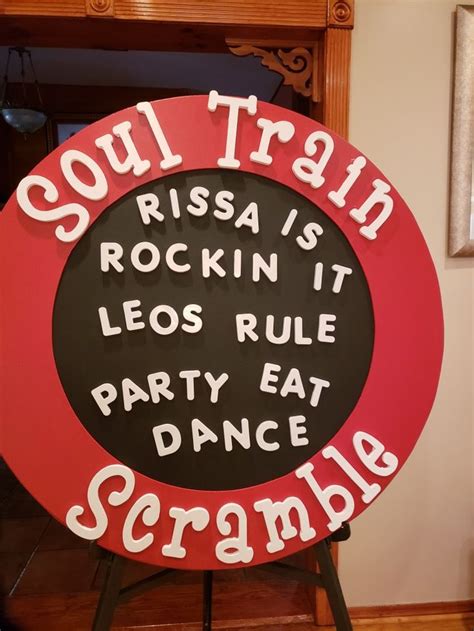 Soul Train
RISSA IS
ROCKIN IT
LEOS RULE
PARTY EAT
DANCE
Scramble